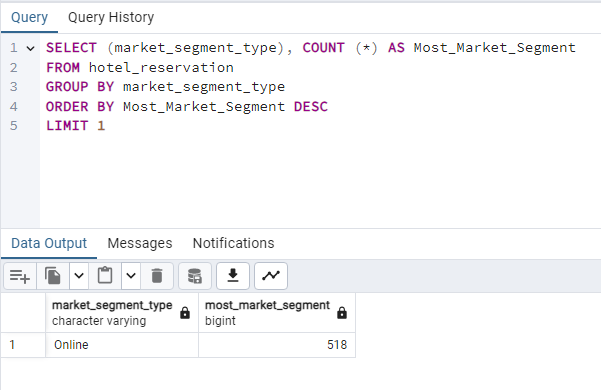 Query Query History
1 SELECT (market_segment_type), COUNT (*) AS Most_Market_Segment
2 FROM hotel_reservation
3 GROUP BY market_segment_type
4 ORDER BY Most_Market_Segment DESC
5 LIMIT 1
Data Output Messages Notifications
market_segment_type most_market_segment
character varying bigint
1 Online 518